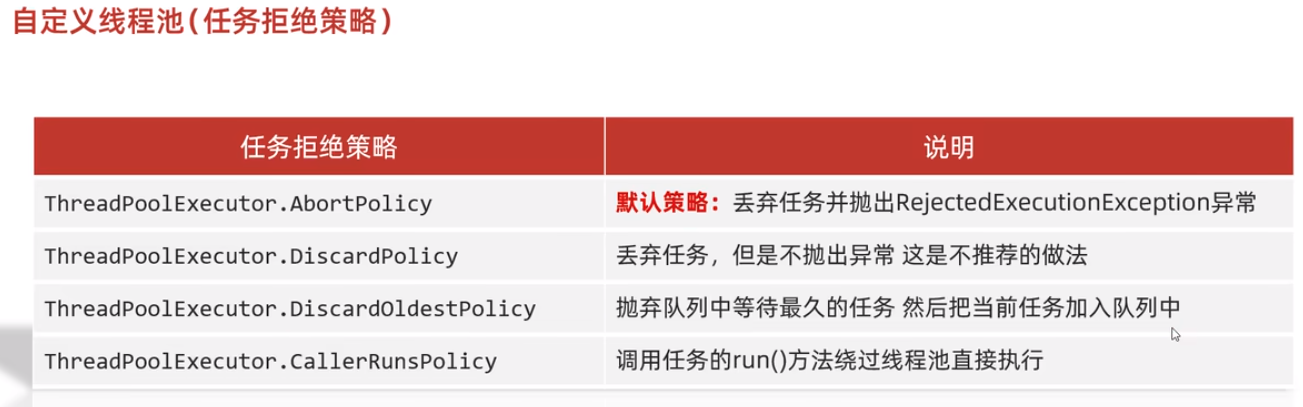 自定义线程池(任务拒绝策略)
任务拒绝策略 说明
ThreadPoolExecutor.AbortPolicy 默认策略：丢弃任务并抛出RejectedExecutionException异常
ThreadPoolExecutor.DiscardPolicy 丢弃任务，但是不抛出异常 这是不推荐的做法
ThreadPoolExecutor.DiscardOldestPolicy 抛弃队列中等待最久的任务 然后把当前任务加入队列中
ThreadPoolExecutor.CallerRunsPolicy 调用任务的run()方法绕过线程池直接执行